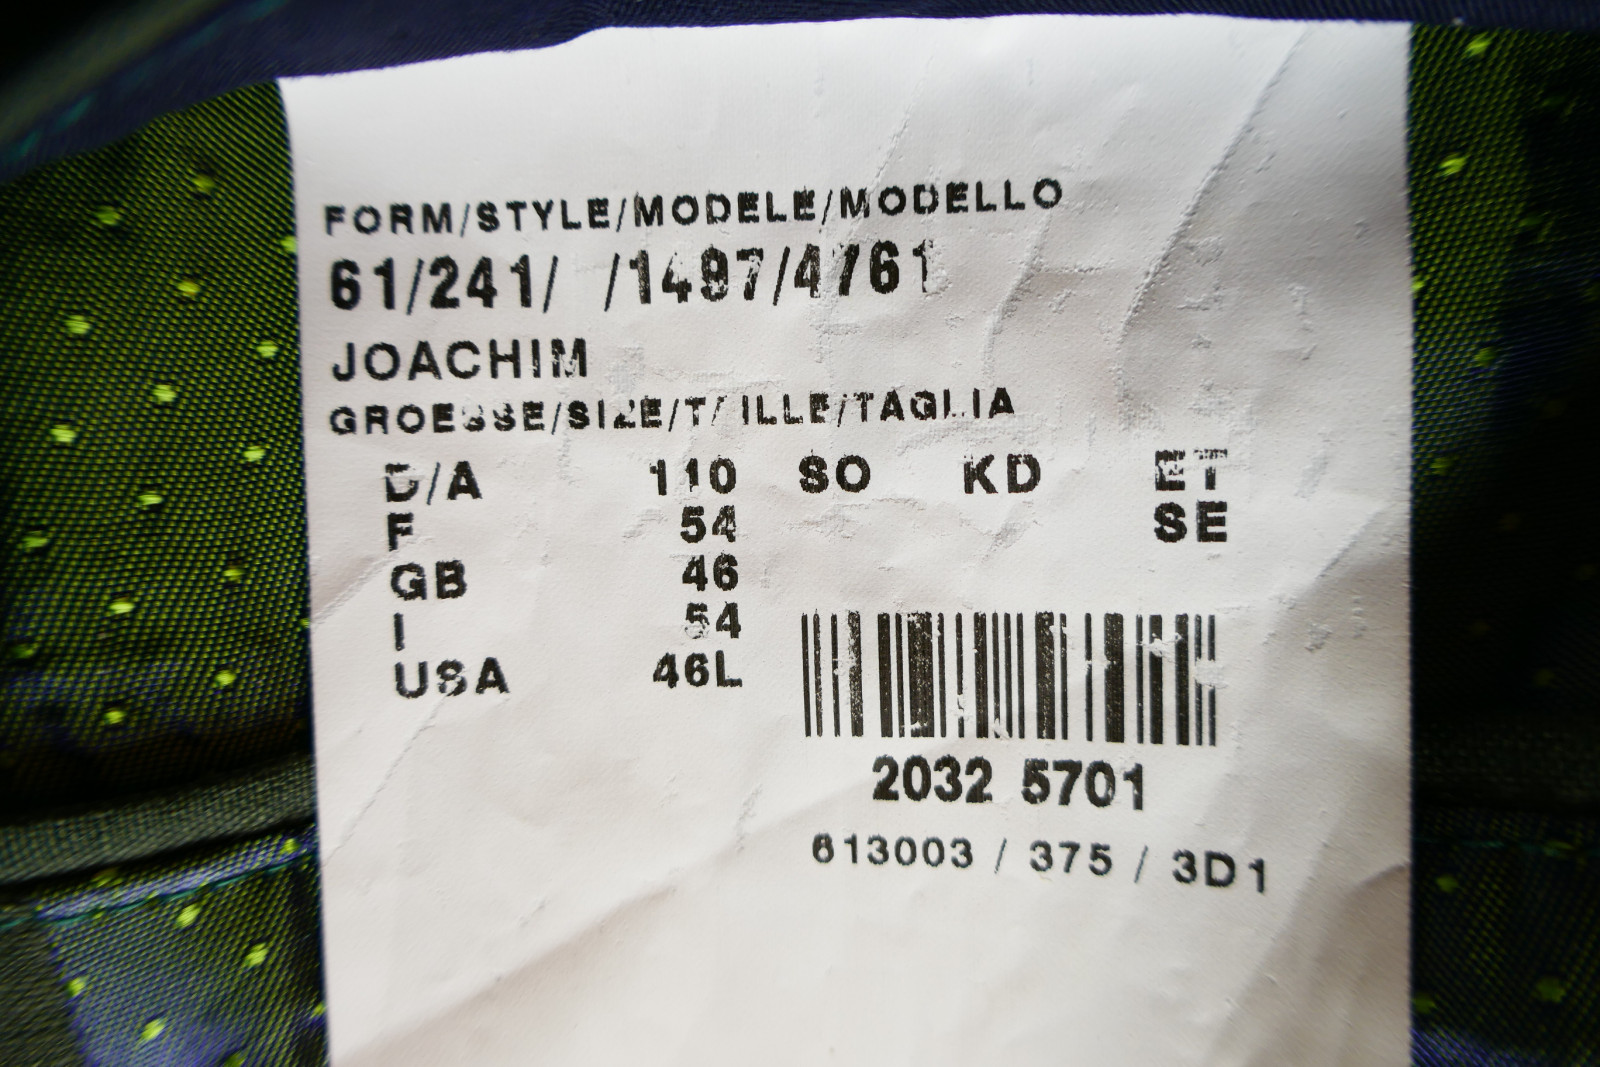 FORM/STYLE/MODELE/MODELLO
61/241/ /1497/4761
JOACHIM
GROESSE/SIZE/TAILLE/TAGLIA
D/A 110 SO KD ET
F 54 SE
GB 46
I 54
USA 46L
2032 5701
613003 / 375 / 3D1